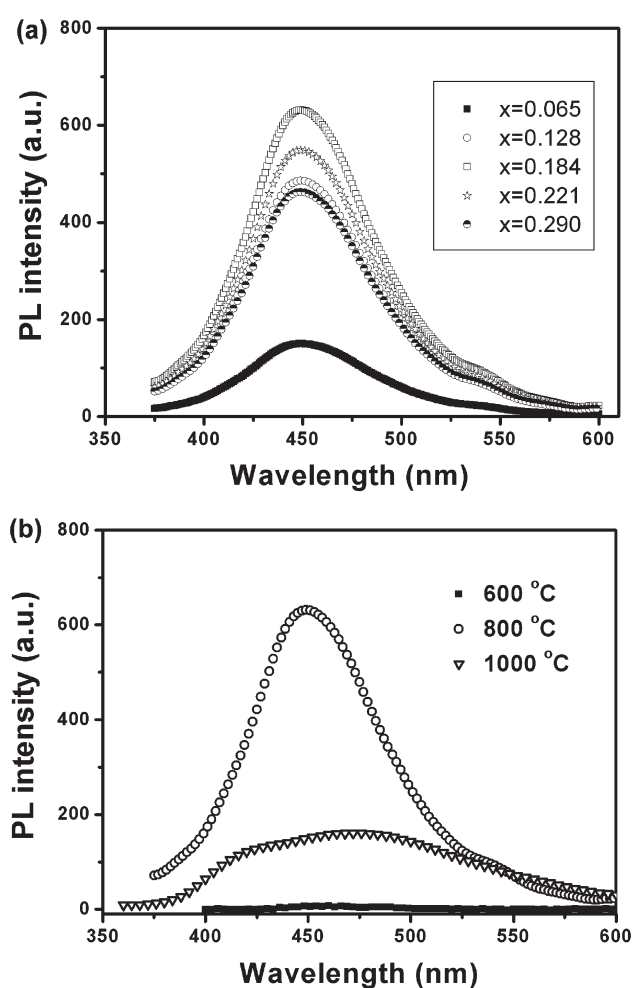 (a)
800
600
400
200
0
PL intensity (a.u.)
x=0.065
x=0.128
x=0.184
x=0.221
x=0.290
350 400 450 500 550 600
Wavelength (nm)
(b)
800
600
400
200
0
PL intensity (a.u.)
600 °C
800 °C
1000 °C
350 400 450 500 550 600
Wavelength (nm)